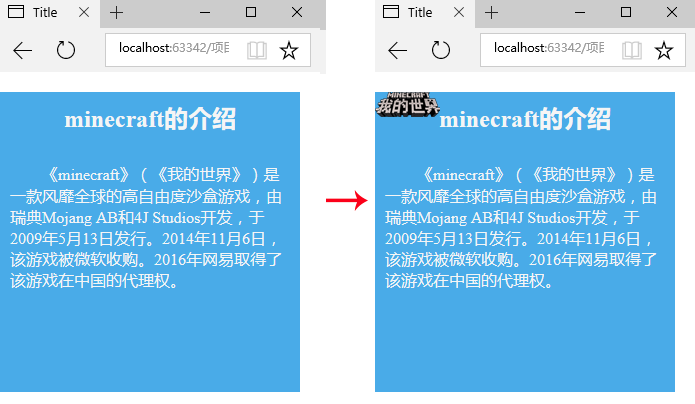 Title
localhost:63342/项目
minecraft的介绍
《minecraft》（《我的世界》）是
一款风靡全球的高自由度沙盒游戏，由
瑞典Mojang AB和4J Studios开发，于
2009年5月13日发行。2014年11月6日，
该游戏被微软收购。2016年网易取得了
该游戏在中国的代理权。
Title
localhost:63342/项目
MINECRAFT
我的世界
minecraft的介绍
《minecraft》（《我的世界》）是
一款风靡全球的高自由度沙盒游戏，由
瑞典Mojang AB和4J Studios开发，于
2009年5月13日发行。2014年11月6日，
该游戏被微软收购。2016年网易取得了
该游戏在中国的代理权。